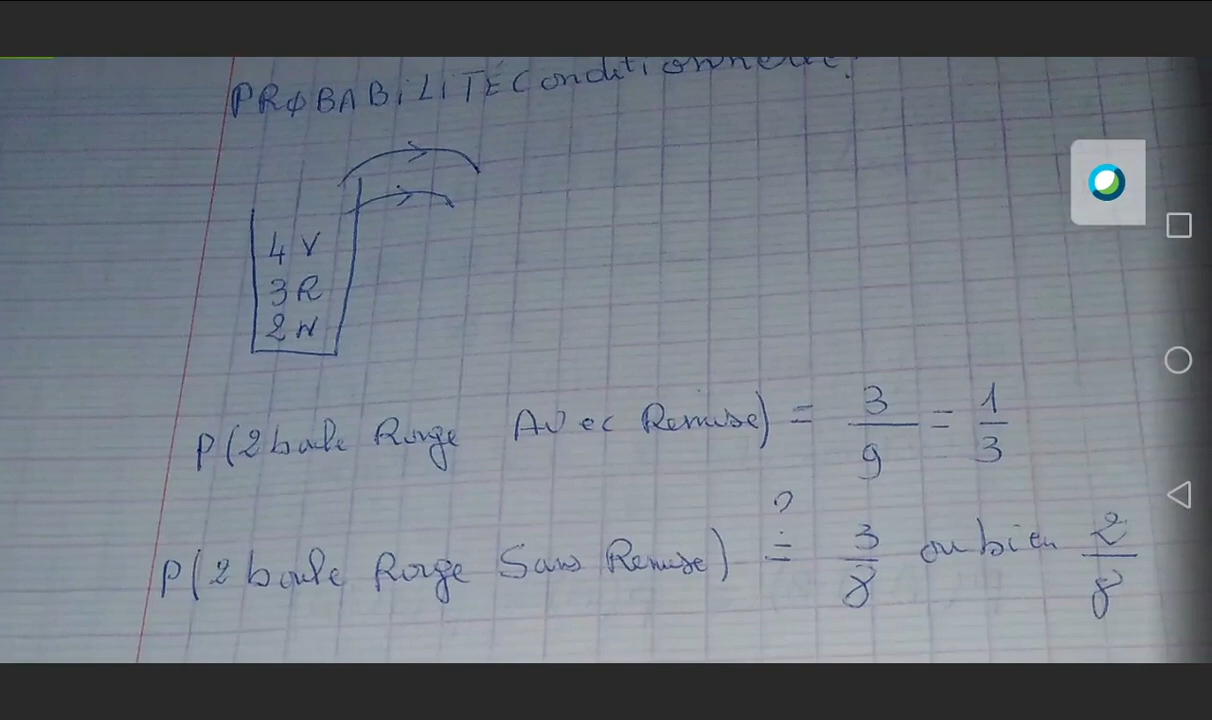 PROBABILITÉ Conditionnelle.
4 V
3 R
2 N
P(2 boule Rouge Avec Remise) = 3/9 = 1/3
P(2 boule Rouge Sans Remise) =? 3/8 ou bien 2/8